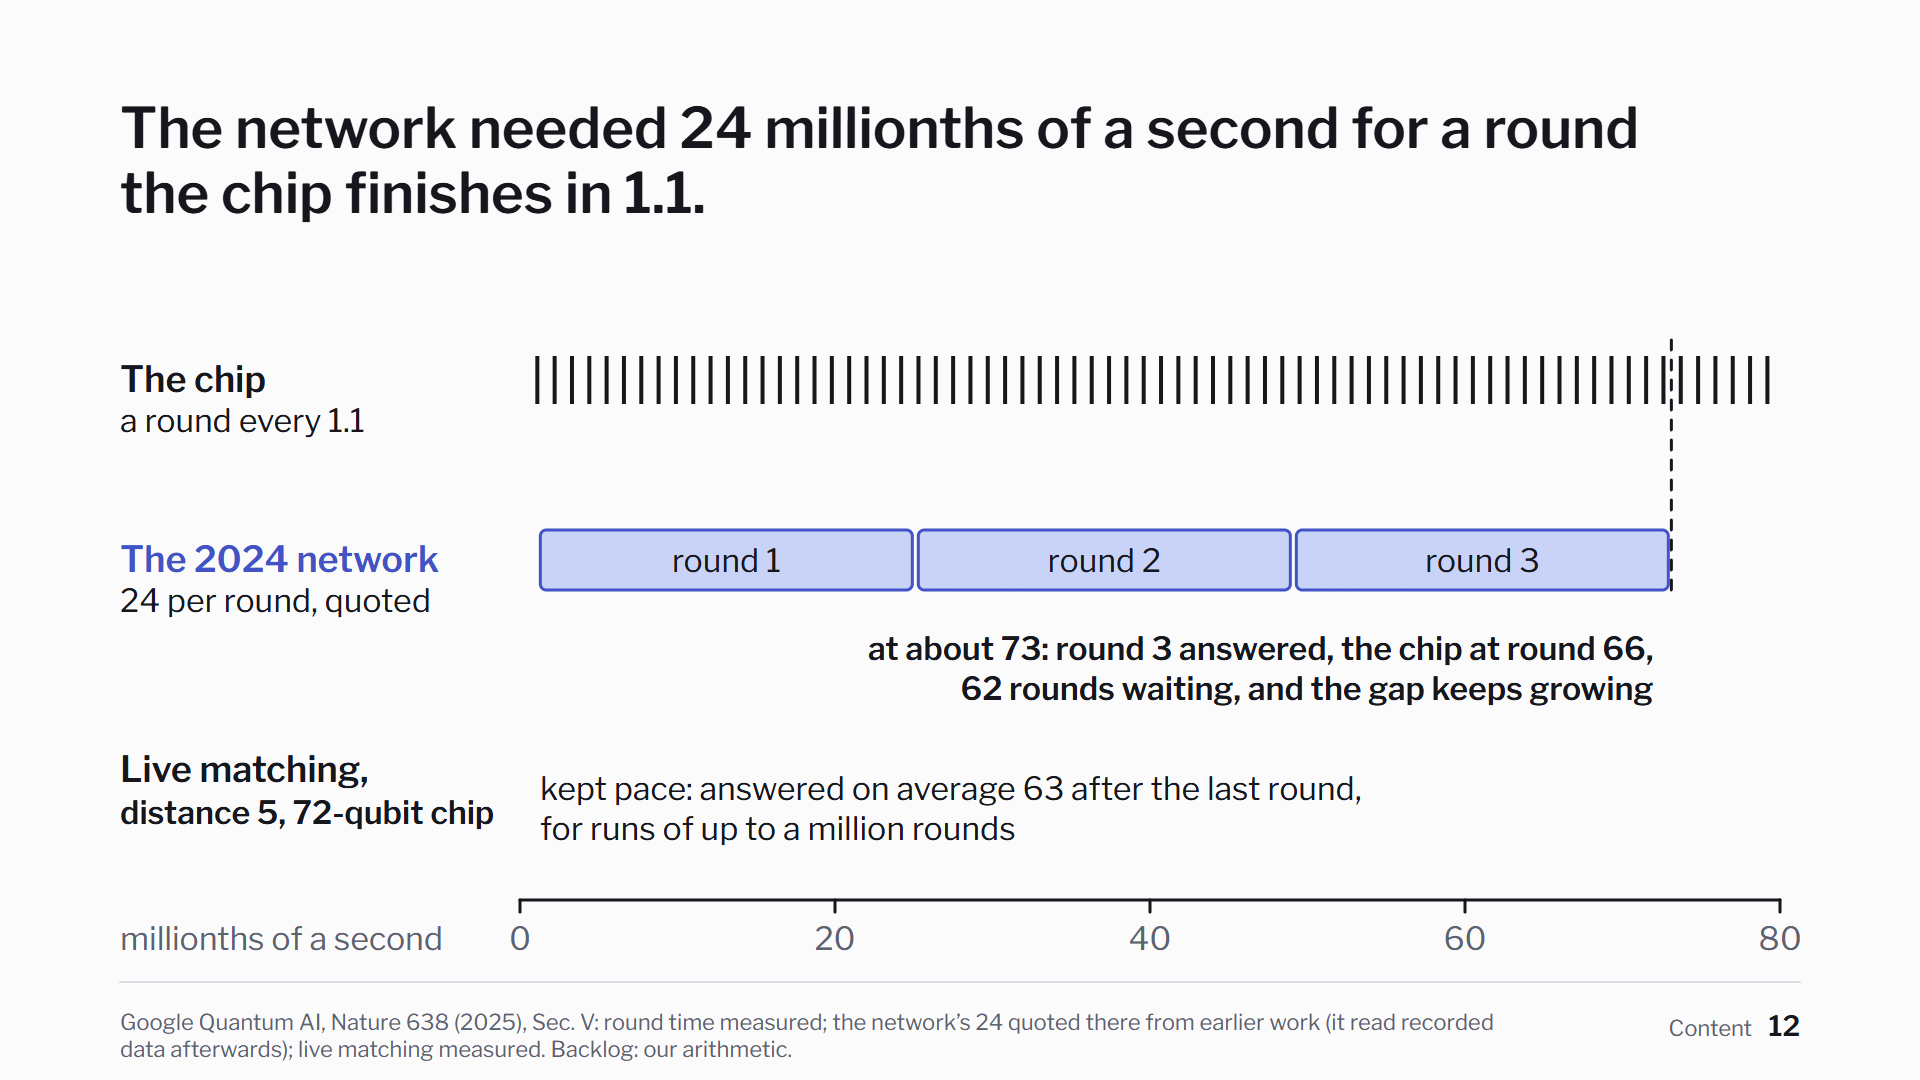 The network needed 24 millionths of a second for a round
the chip finishes in 1.1.
The chip
a round every 1.1
The 2024 network
24 per round, quoted
round 1
round 2
round 3
at about 73: round 3 answered, the chip at round 66,
62 rounds waiting, and the gap keeps growing
Live matching,
distance 5, 72-qubit chip
kept pace: answered on average 63 after the last round,
for runs of up to a million rounds
millionths of a second
0
20
40
60
80
Google Quantum AI, Nature 638 (2025), Sec. V: round time measured; the network’s 24 quoted there from earlier work (it read recorded
data afterwards); live matching measured. Backlog: our arithmetic.
Content 12